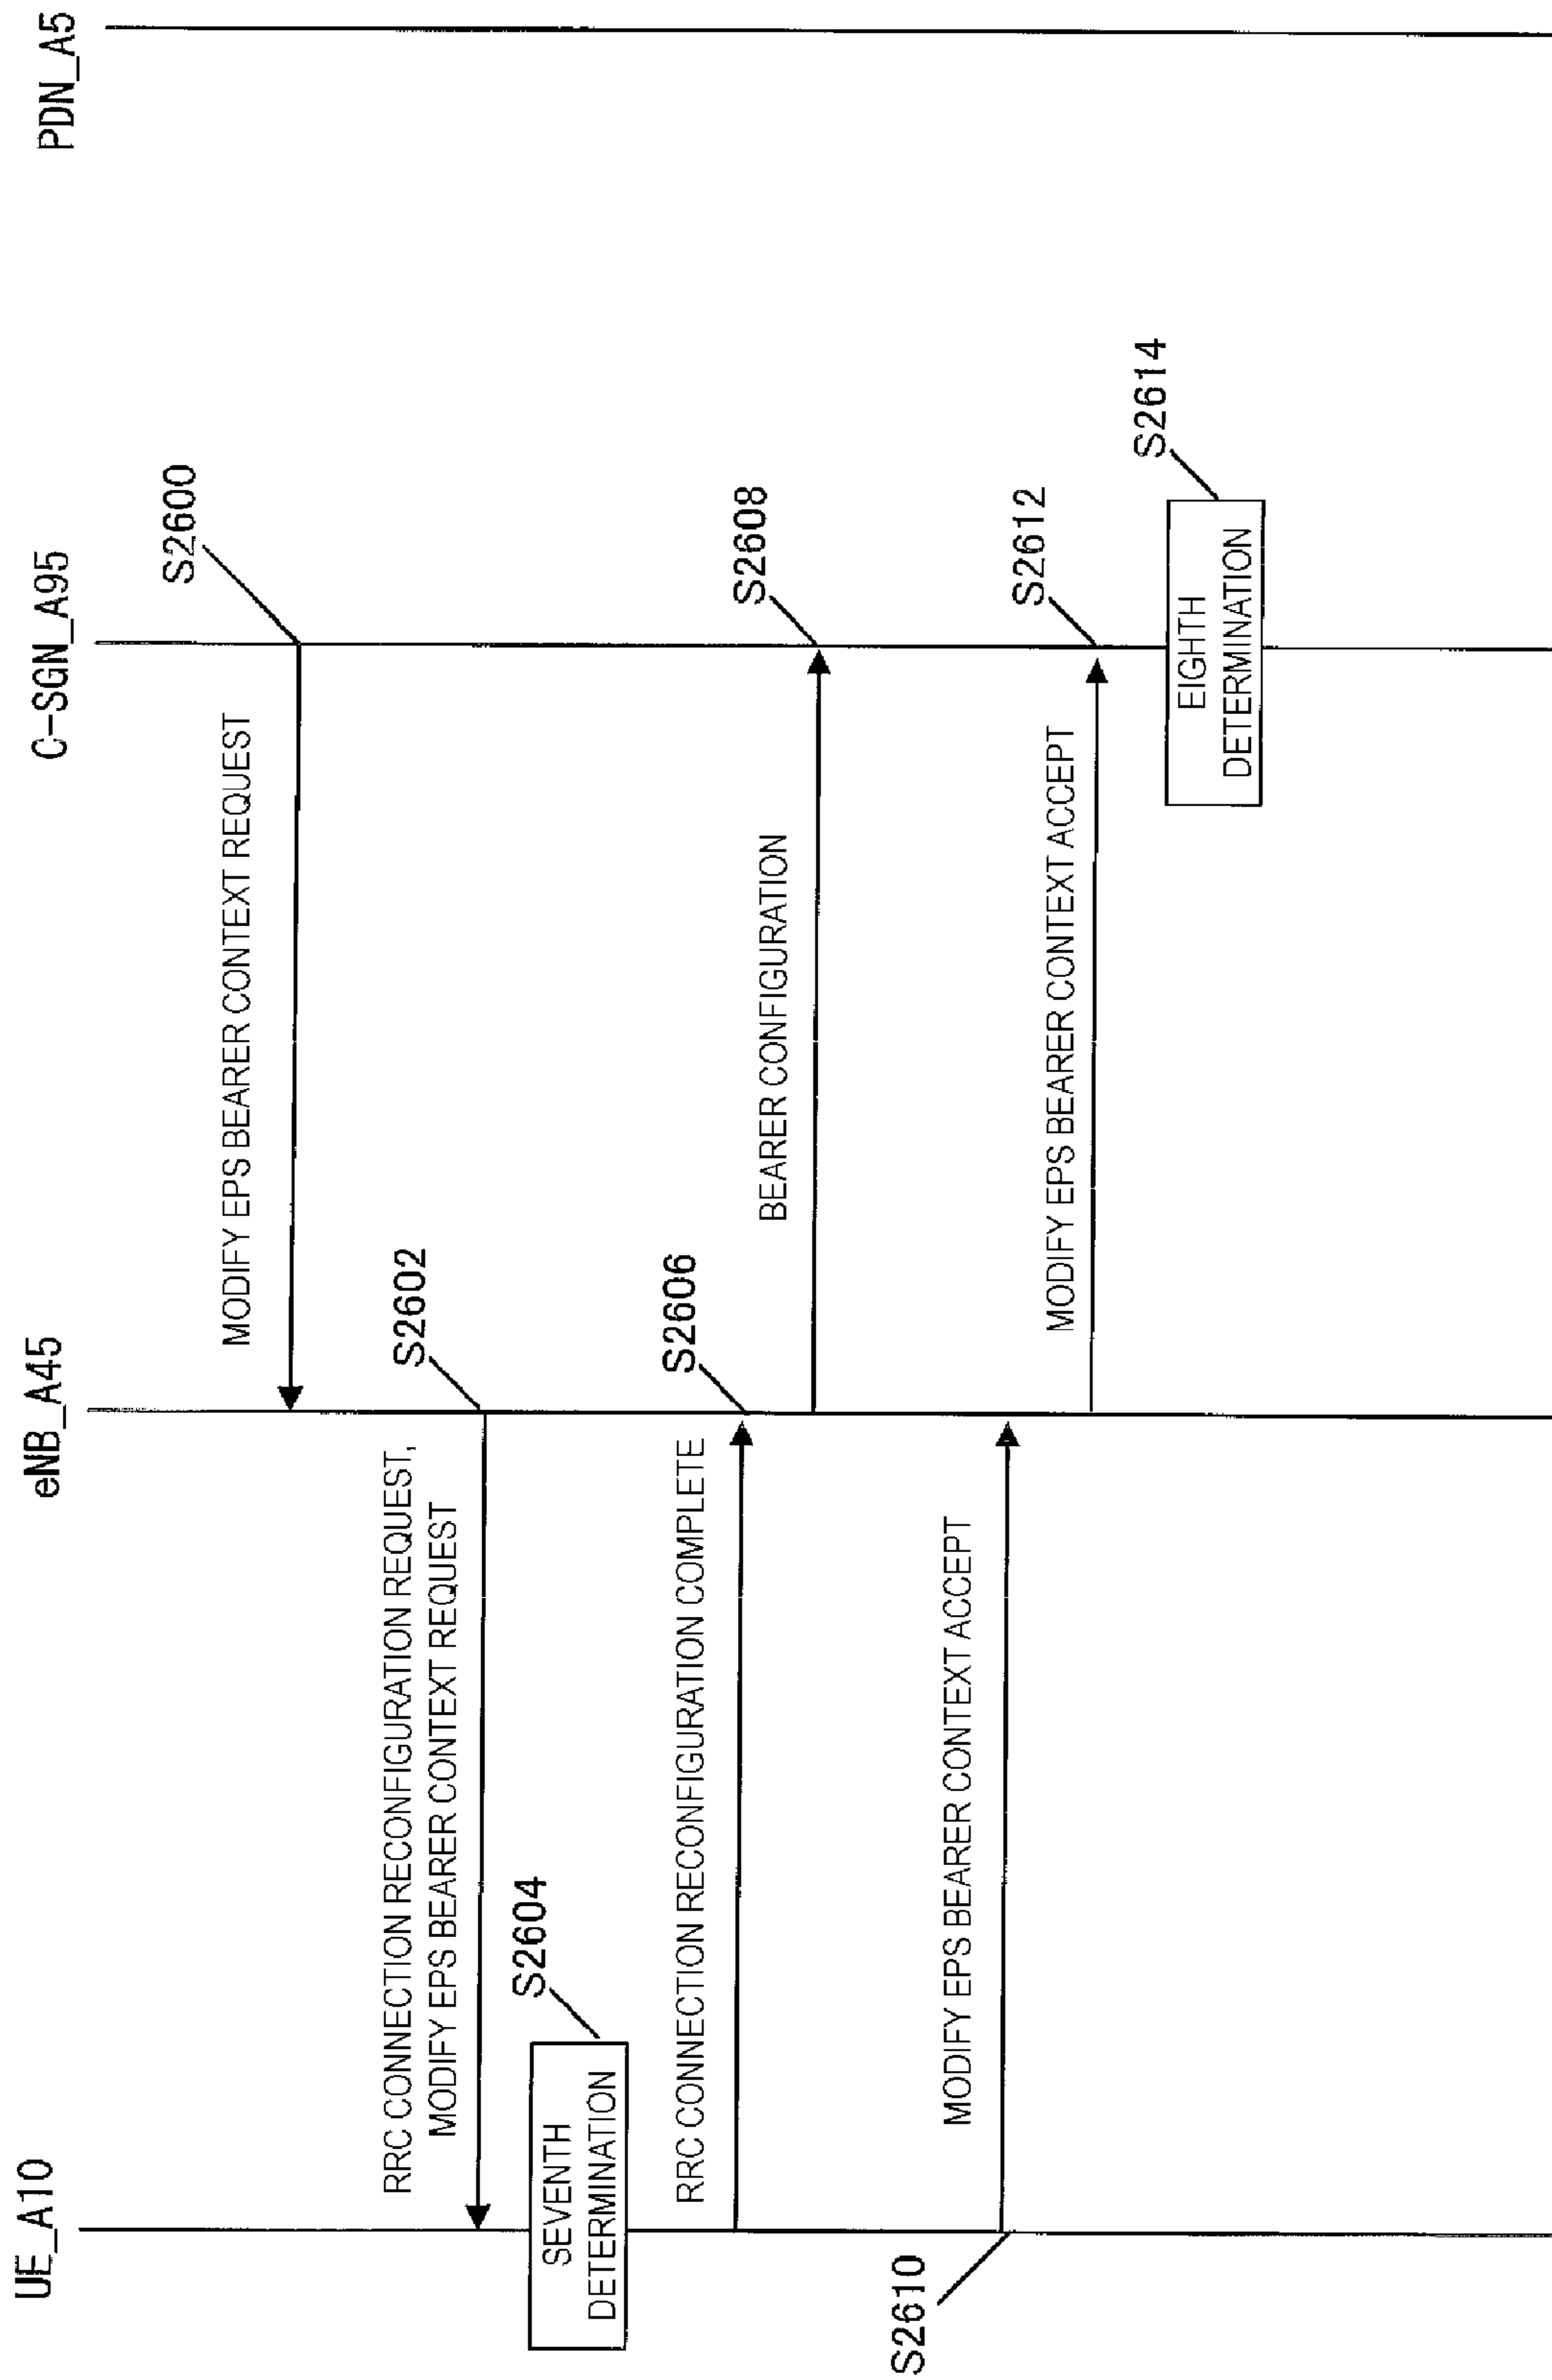 UE_A10
eNB_A45
C-SGN_A95
PDN_A5
S2600
MODIFY EPS BEARER CONTEXT REQUEST
S2602
RRC CONNECTION RECONFIGURATION REQUEST,
MODIFY EPS BEARER CONTEXT REQUEST
S2604
SEVENTH
DETERMINATION
S2606
RRC CONNECTION RECONFIGURATION COMPLETE
S2608
BEARER CONFIGURATION
S2610
MODIFY EPS BEARER CONTEXT ACCEPT
S2612
MODIFY EPS BEARER CONTEXT ACCEPT
S2614
EIGHTH
DETERMINATION